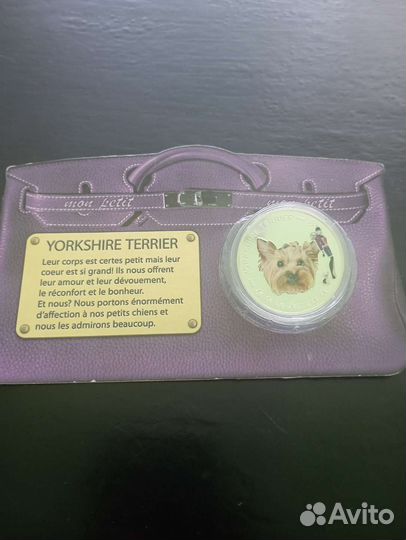 mon petit
mon petit
YORKSHIRE TERRIER
Leur corps est certes petit mais leur
coeur est si grand! Ils nous offrent
leur amour et leur dévouement,
le réconfort et le bonheur.
Et nous? Nous portons énormément
d'affection à nos petits chiens et
nous les admirons beaucoup.
Avito